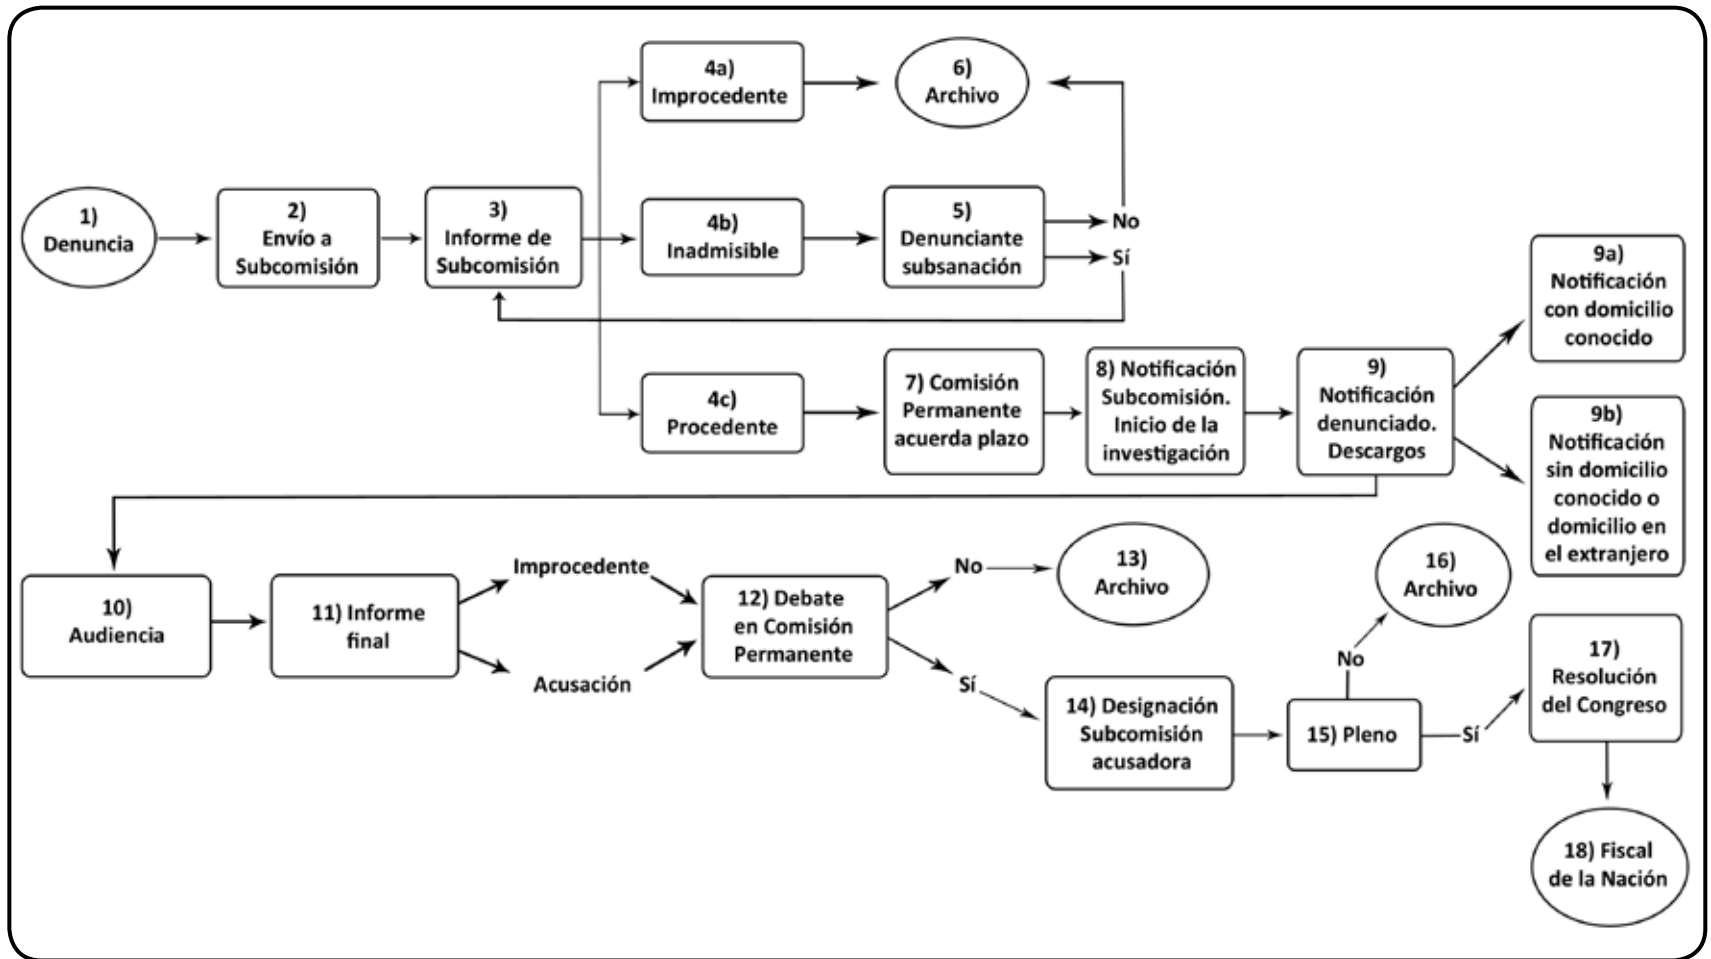 4a)
Improcedente
6)
Archivo
1)
Denuncia
2)
Envío a
Subcomisión
3)
Informe de
Subcomisión
4b)
Inadmisible
5)
Denunciante
subsanación
No
Sí
9a)
Notificación
con domicilio
conocido
4c)
Procedente
7) Comisión
Permanente
acuerda plazo
8) Notificación
Subcomisión.
Inicio de la
investigación
9)
Notificación
denunciado.
Descargos
9b)
Notificación
sin domicilio
conocido o
domicilio en
el extranjero
10)
Audiencia
11) Informe
final
Improcedente
Acusación
12) Debate
en Comisión
Permanente
No
Sí
13)
Archivo
14) Designación
Subcomisión
acusadora
15) Pleno
No
Sí
16)
Archivo
17)
Resolución
del Congreso
18) Fiscal
de la Nación